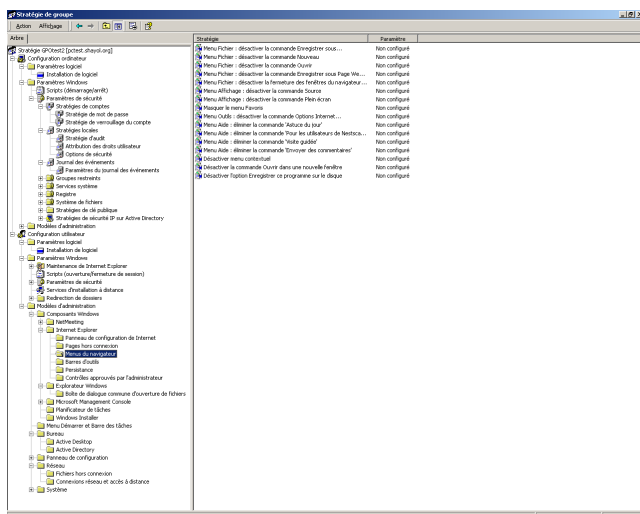 Stratégie de groupe
Action Affichage
Arbre
Stratégie GPOtest2 [pctest.shayol.org]
Configuration ordinateur
Paramètres logiciel
Installation de logiciel
Paramètres Windows
Scripts (démarrage/arrêt)
Paramètres de sécurité
Stratégies de comptes
Stratégie de mot de passe
Stratégie de verrouillage du compte
Stratégies locales
Stratégie d'audit
Attribution des droits utilisateur
Options de sécurité
Journal des événements
Paramètres du journal des événements
Groupes restreints
Services système
Registre
Système de fichiers
Stratégies de clé publique
Stratégies de sécurité IP sur Active Directory
Modèles d'administration
Configuration utilisateur
Paramètres logiciel
Installation de logiciel
Paramètres Windows
Maintenance de Internet Explorer
Scripts (ouverture/fermeture de session)
Paramètres de sécurité
Services d'installation à distance
Redirection de dossiers
Modèles d'administration
Composants Windows
NetMeeting
Internet Explorer
Panneau de configuration de Internet
Pages hors connexion
Menus du navigateur
Barres d'outils
Persistance
Contrôles approuvés par l'administrateur
Explorateur Windows
Boîte de dialogue commune d'ouverture de fichiers
Microsoft Management Console
Planificateur de tâches
Windows Installer
Menu Démarrer et Barre des tâches
Bureau
Active Desktop
Active Directory
Panneau de configuration
Réseau
Fichiers hors connexion
Connexions réseau et accès à distance
Système
Stratégie Paramètre
Menu Fichier : désactiver la commande Enregistrer sous... Non configuré
Menu Fichier : désactiver la commande Nouveau Non configuré
Menu Fichier : désactiver la commande Ouvrir Non configuré
Menu Fichier : désactiver la commande Enregistrer sous Page We... Non configuré
Menu Fichier : désactiver la fermeture des fenêtres du navigateur... Non configuré
Menu Affichage : désactiver la commande Source Non configuré
Menu Affichage : désactiver la commande Plein écran Non configuré
Masquer le menu Favoris Non configuré
Menu Outils : désactiver la commande Options Internet... Non configuré
Menu Aide : éliminer la commande 'Astuce du jour' Non configuré
Menu Aide : éliminer la commande 'Pour les utilisateurs de Nestsca... Non configuré
Menu Aide : éliminer la commande 'Visite guidée' Non configuré
Menu Aide : éliminer la commande 'Envoyer des commentaires' Non configuré
Désactiver menu contextuel Non configuré
Désactiver la commande Ouvrir dans une nouvelle fenêtre Non configuré
Désactiver l'option Enregistrer ce programme sur le disque Non configuré